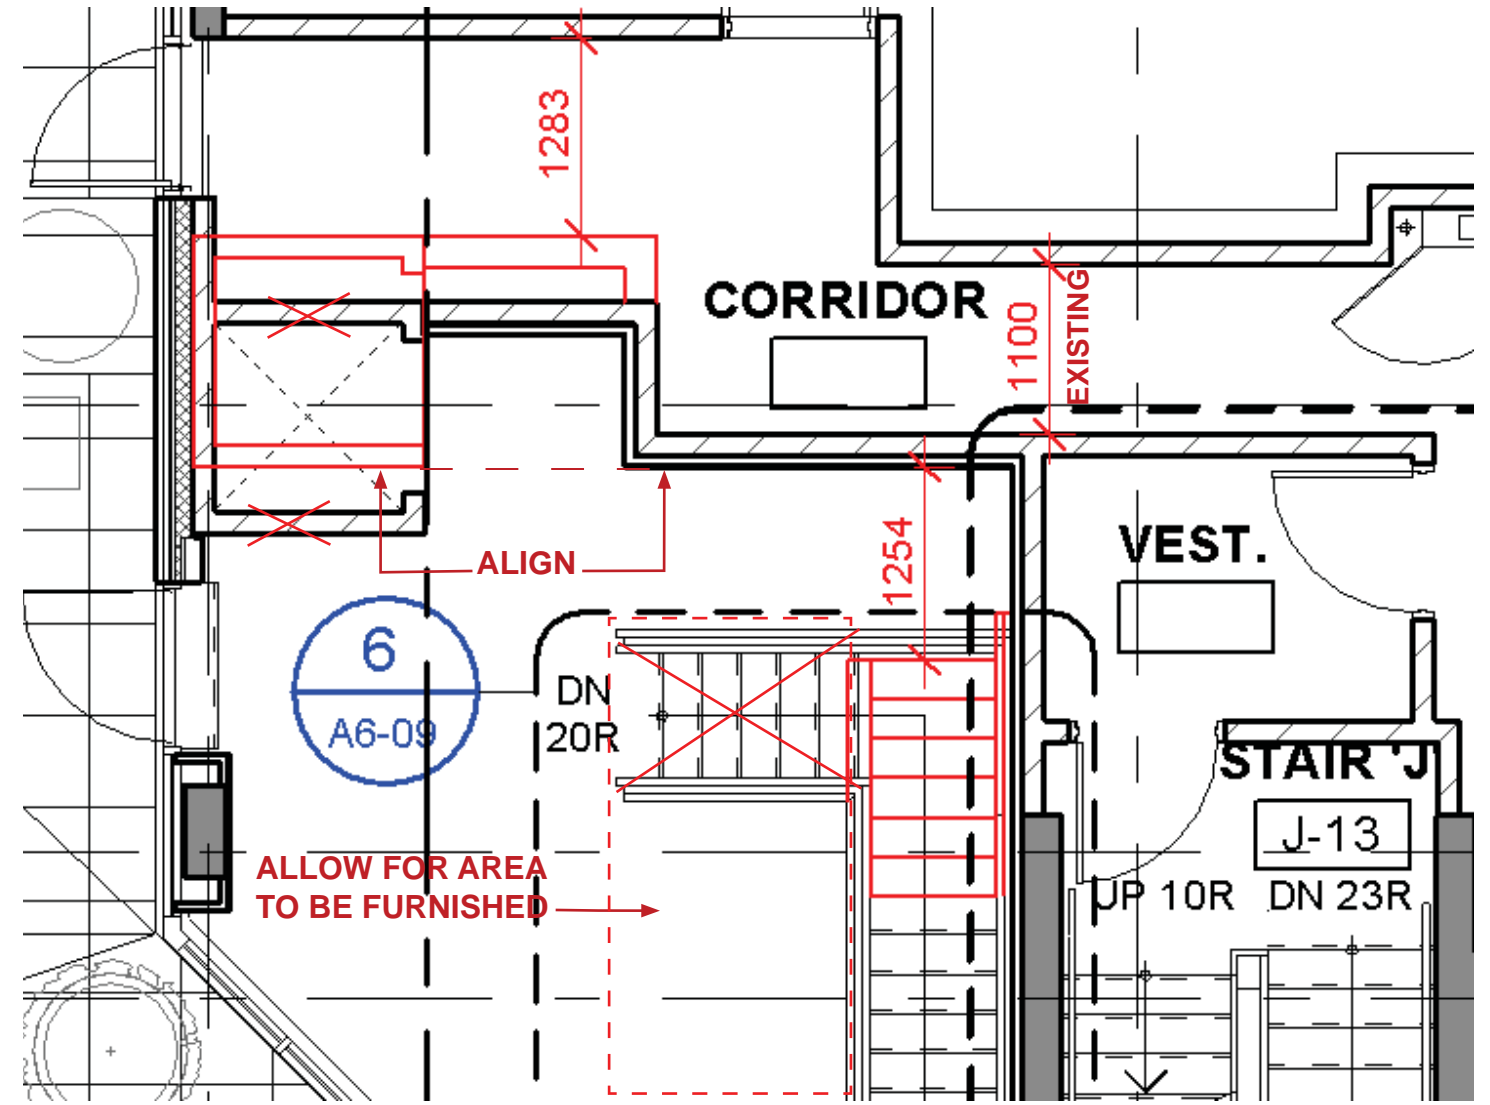 1283
CORRIDOR
1100
EXISTING
1254
VEST.
ALIGN
6
A6-09
DN
20R
STAIR 'J'
J-13
ALLOW FOR AREA
TO BE FURNISHED
UP 10R
DN 23R